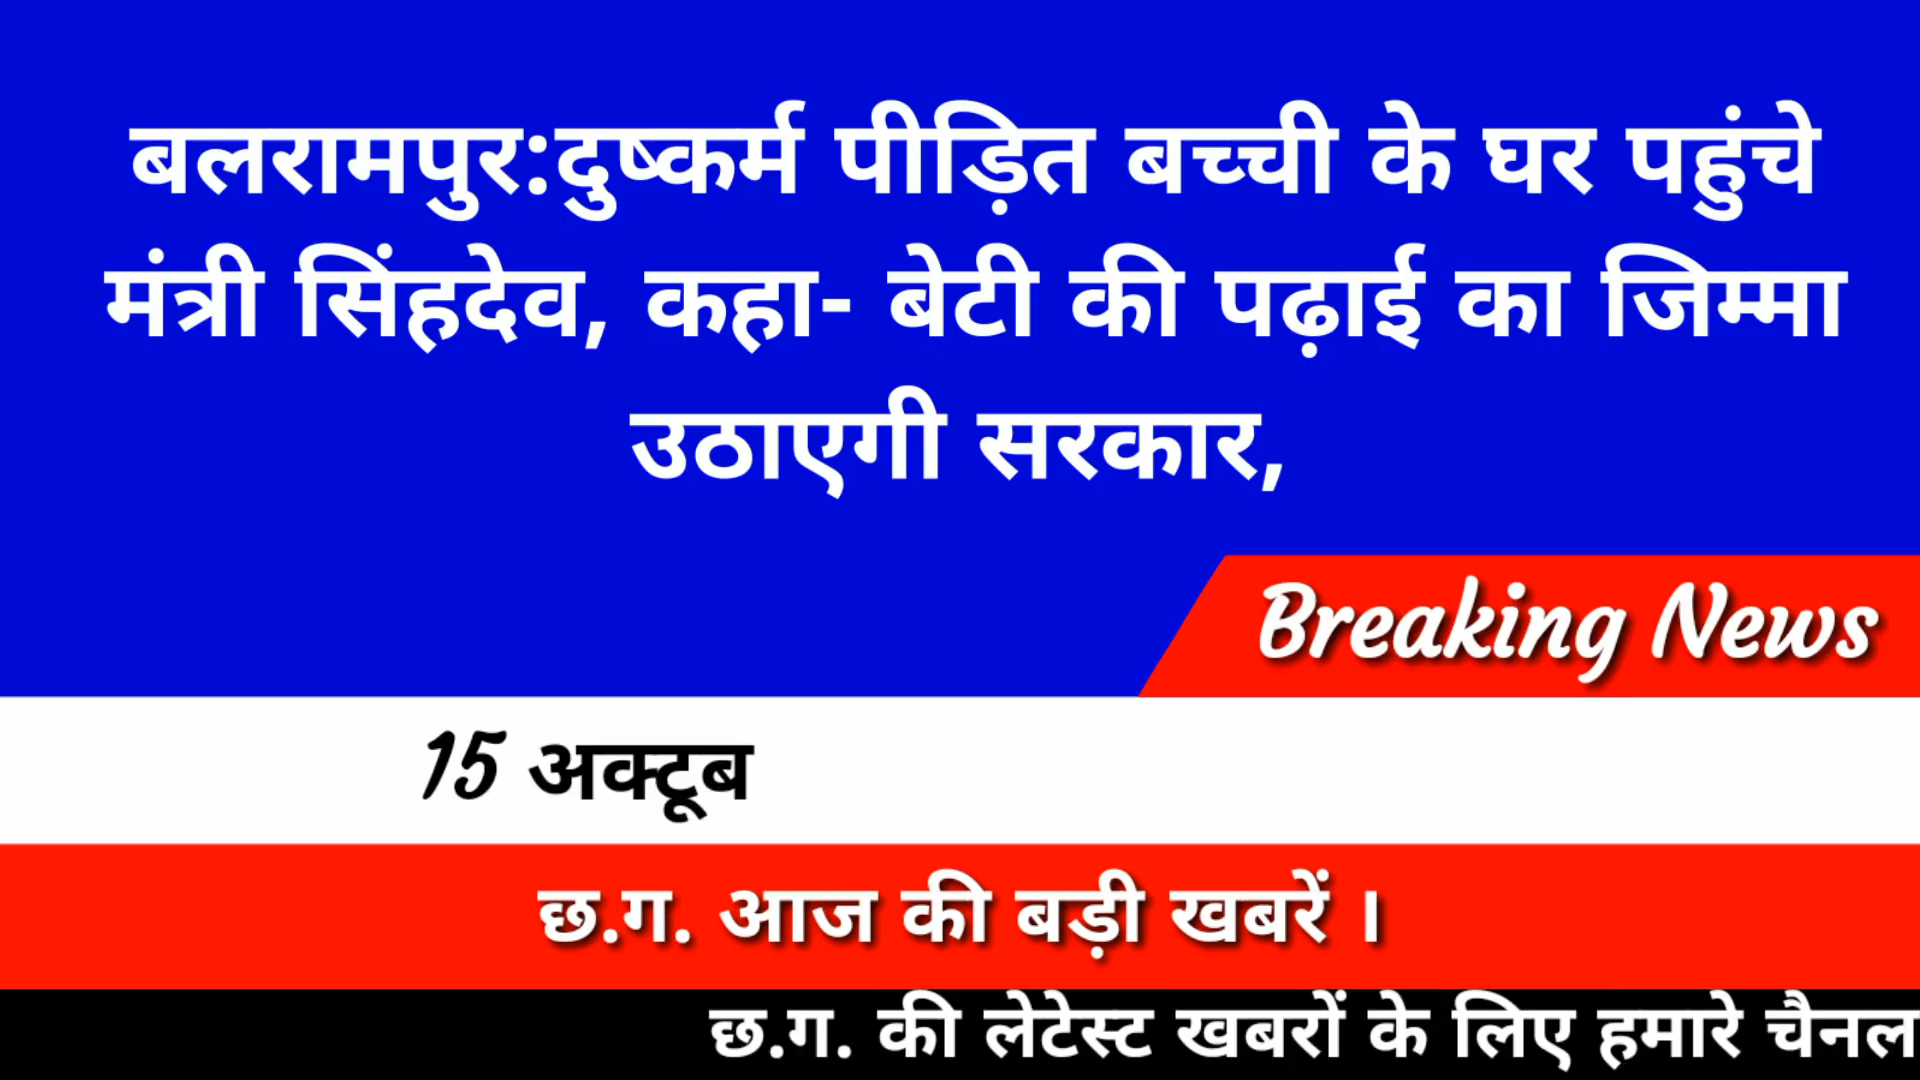 बलरामपुर:दुष्कर्म पीड़ित बच्ची के घर पहुंचे
मंत्री सिंहदेव, कहा- बेटी की पढ़ाई का जिम्मा
उठाएगी सरकार,
Breaking News
15 अक्टूब
छ.ग. आज की बड़ी खबरें ।
छ.ग. की लेटेस्ट खबरों के लिए हमारे चैनल